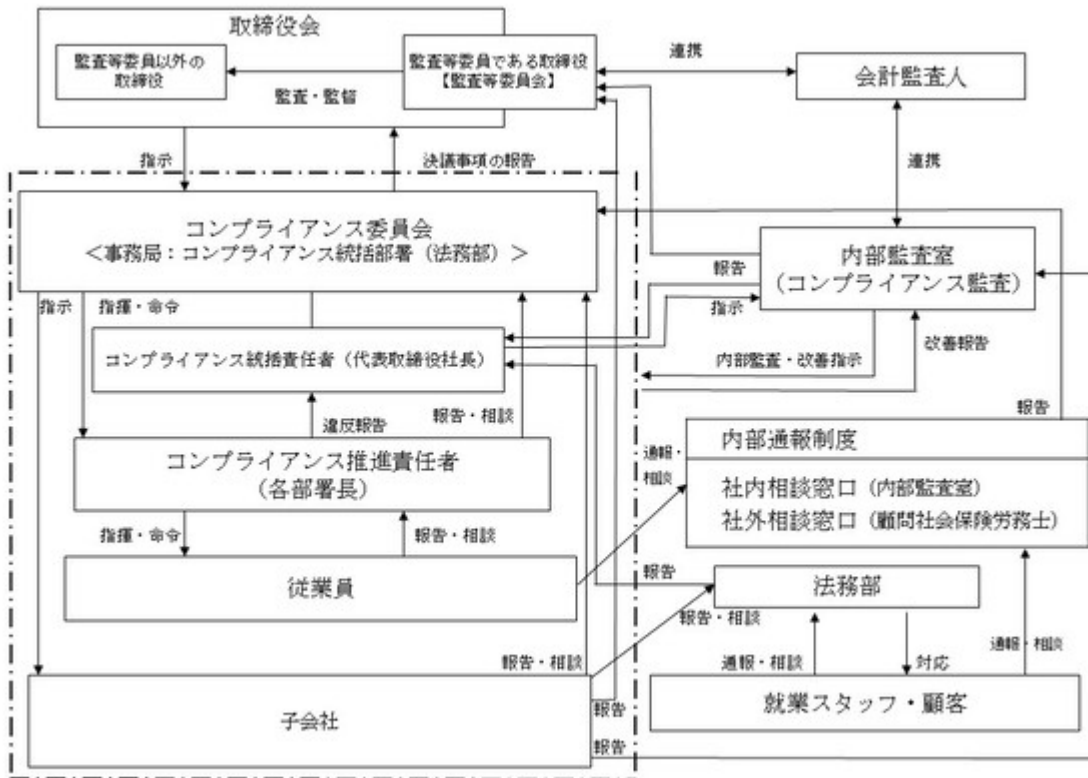 取締役会
監査等委員以外の
取締役
監査等委員である取締役
【監査等委員会】
連携
会計監査人
監査・監督
指示
決議事項の報告
連携
コンプライアンス委員会
＜事務局：コンプライアンス統括部署（法務部）＞
内部監査室
（コンプライアンス監査）
報告
指示
指揮・命令
指示
コンプライアンス統括責任者（代表取締役社長）
内部監査・改善指示
改善報告
違反報告
報告・相談
報告
コンプライアンス推進責任者
（各部署長）
通報・
相談
内部通報制度
社内相談窓口（内部監査室）
社外相談窓口（顧問社会保険労務士）
指揮・命令
報告・相談
従業員
報告
法務部
報告・相談
報告・相談
通報・相談
対応
通報・相談
子会社
報告
報告
就業スタッフ・顧客